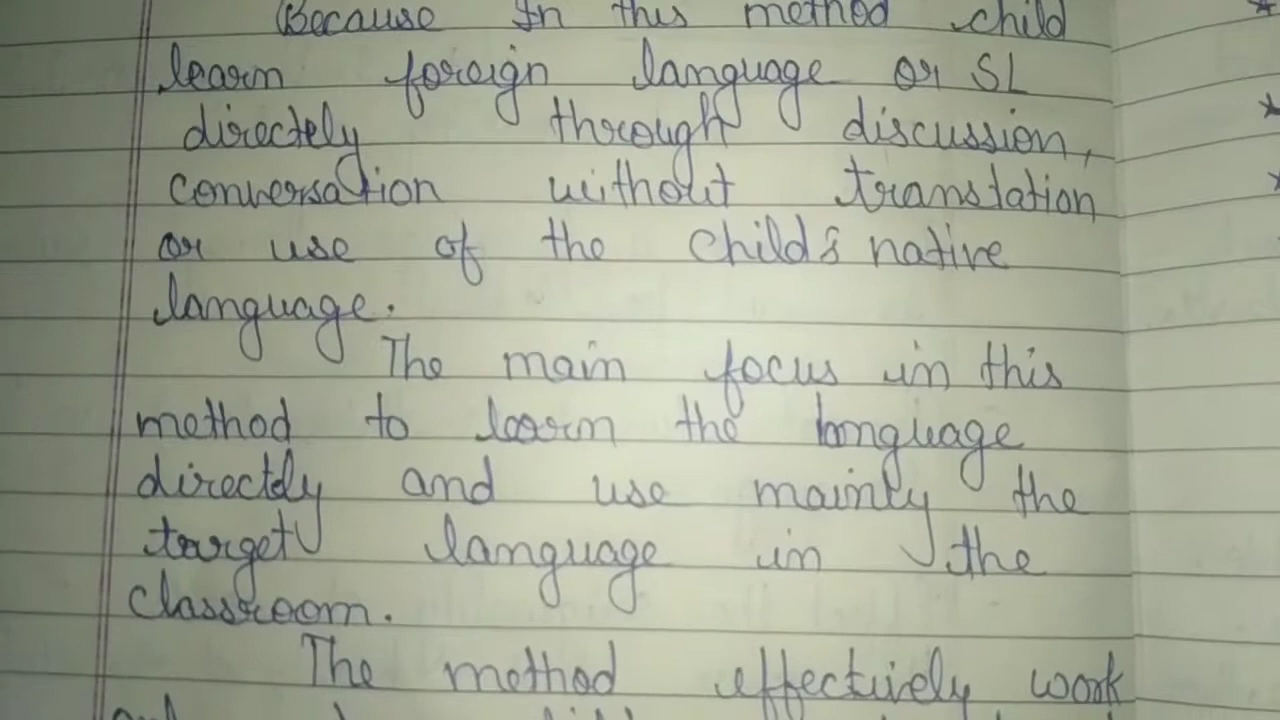 Because In this method child
learn foreign language or SL
directely through discussion,
conversation without translation
or use of the child's native
language.
The main focus in this
method to learn the language
directly and use mainly the
target language in the
classroom.
The method effectively work